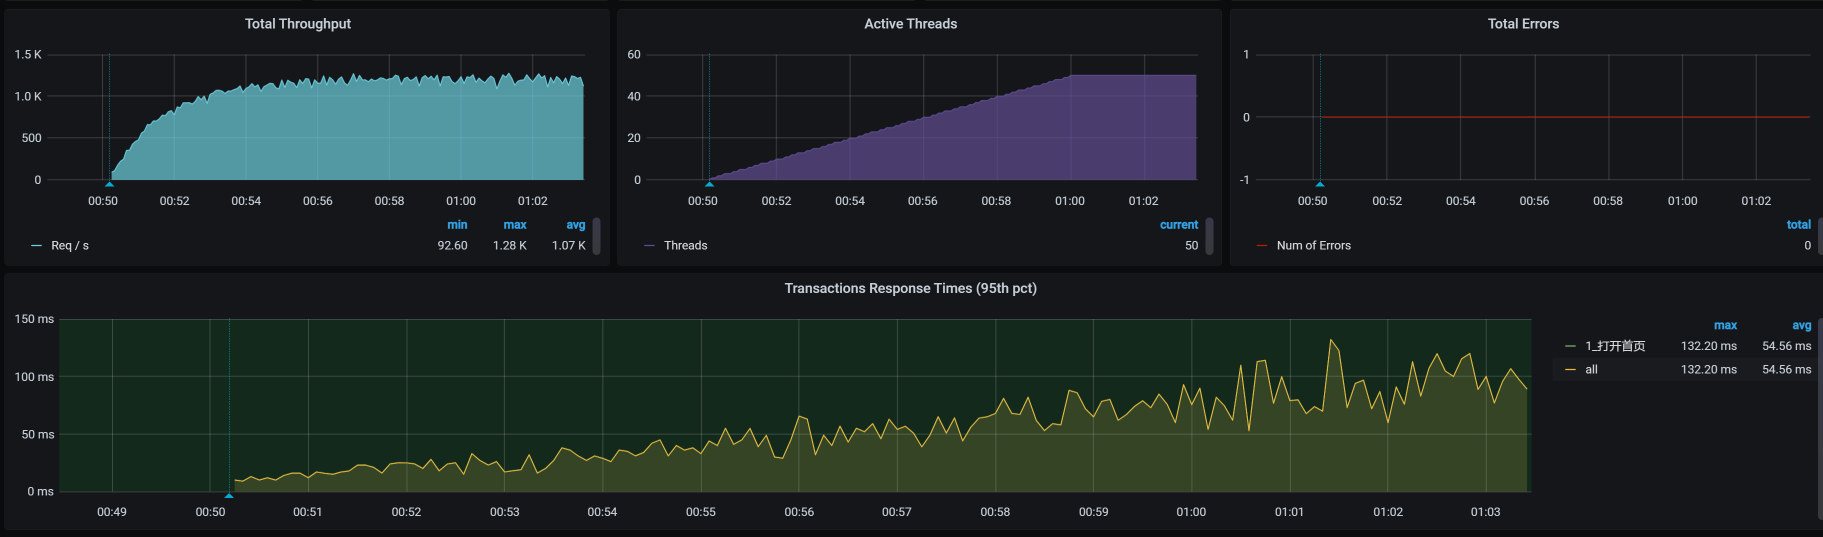 Total Throughput
1.5 K
1.0 K
500
0
00:50 00:52 00:54 00:56 00:58 01:00 01:02
min max avg
Req / s 92.60 1.28 K 1.07 K
Active Threads
60
40
20
0
00:50 00:52 00:54 00:56 00:58 01:00 01:02
current
Threads 50
Total Errors
1
0
-1
00:50 00:52 00:54 00:56 00:58 01:00 01:02
total
Num of Errors 0
Transactions Response Times (95th pct)
150 ms
100 ms
50 ms
0 ms
00:49 00:50 00:51 00:52 00:53 00:54 00:55 00:56 00:57 00:58 00:59 01:00 01:01 01:02 01:03
max avg
1_打开首页 132.20 ms 54.56 ms
all 132.20 ms 54.56 ms